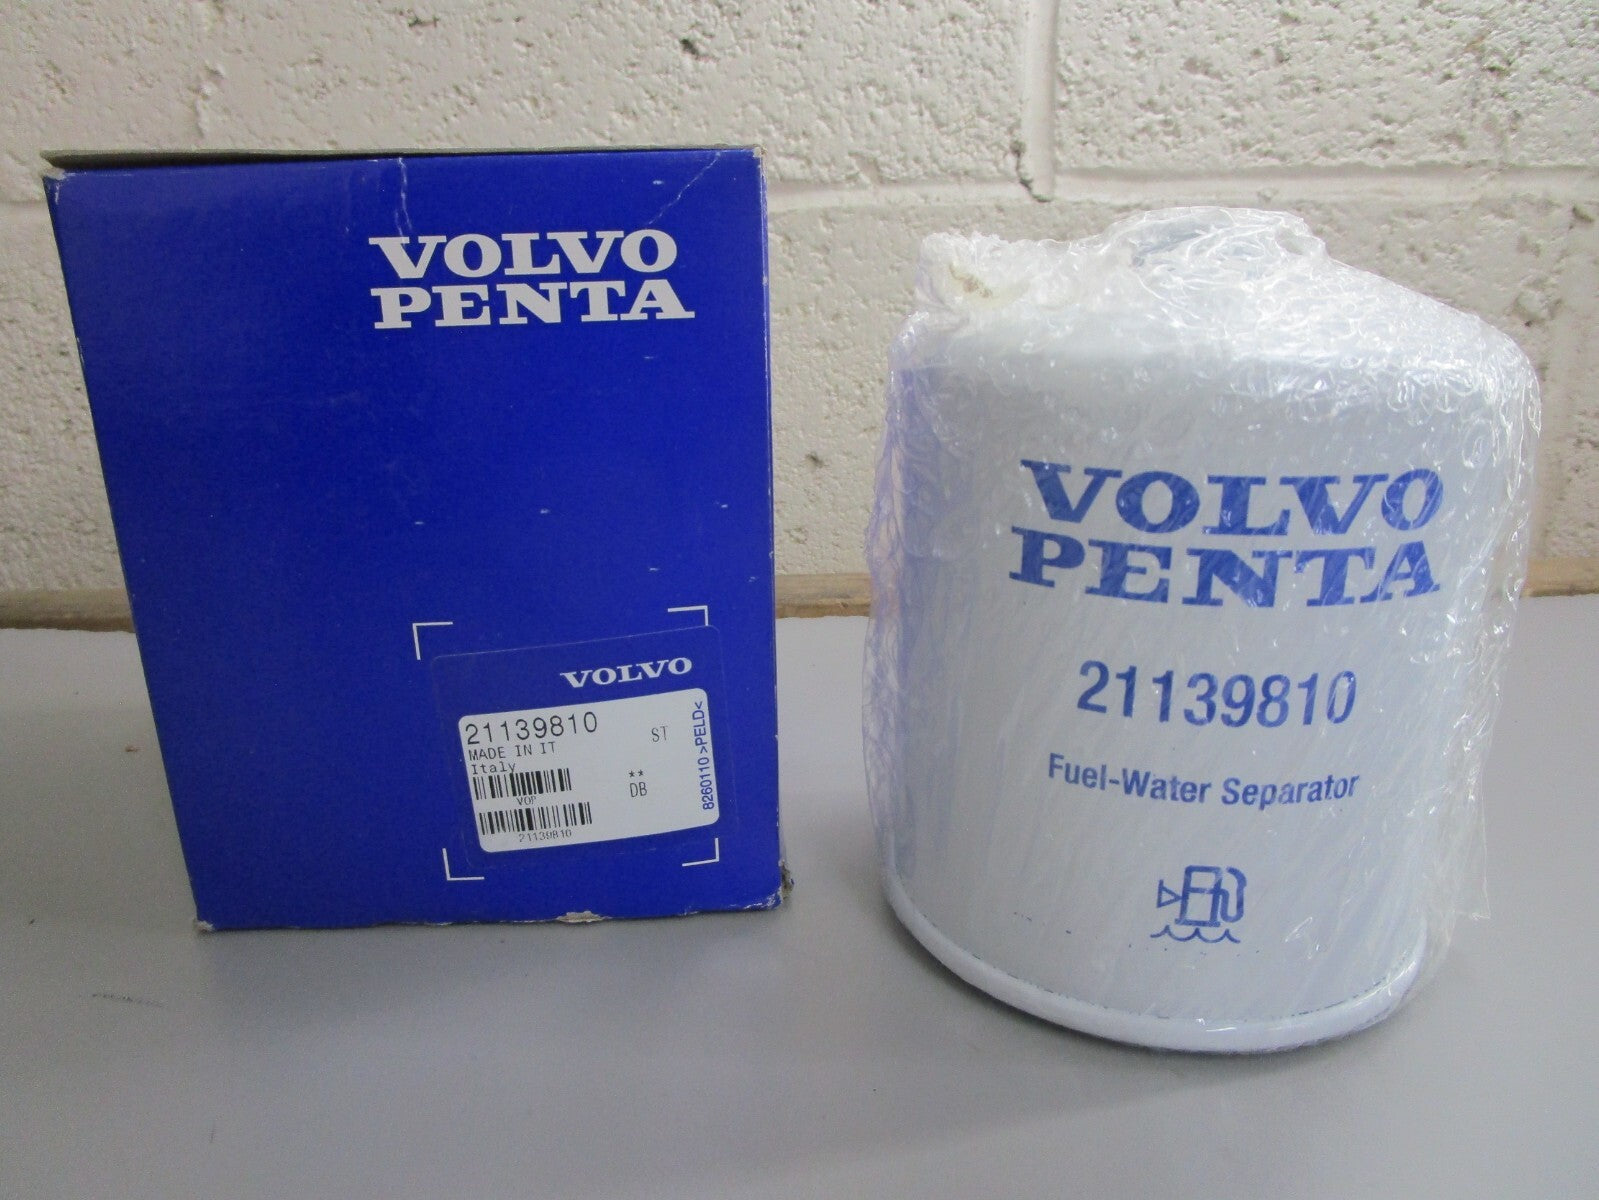 VOLVO
PENTA
VOLVO
21139810
ST
MADE IN IT
Italy
**
VOP
DB
21139810
8260110 >PELD<
VOLVO
PENTA
21139810
Fuel-Water Separator